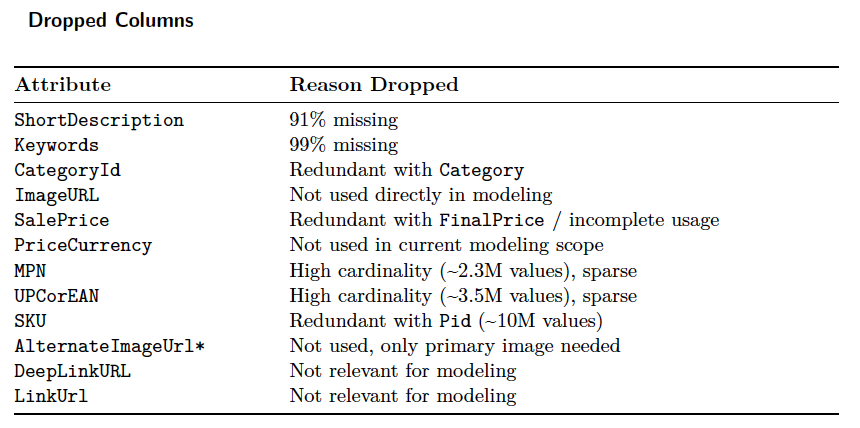 Dropped Columns
Attribute Reason Dropped
ShortDescription 91% missing
Keywords 99% missing
CategoryId Redundant with Category
ImageURL Not used directly in modeling
SalePrice Redundant with FinalPrice / incomplete usage
PriceCurrency Not used in current modeling scope
MPN High cardinality (~2.3M values), sparse
UPCorEAN High cardinality (~3.5M values), sparse
SKU Redundant with Pid (~10M values)
AlternateImageUrl* Not used, only primary image needed
DeepLinkURL Not relevant for modeling
LinkUrl Not relevant for modeling